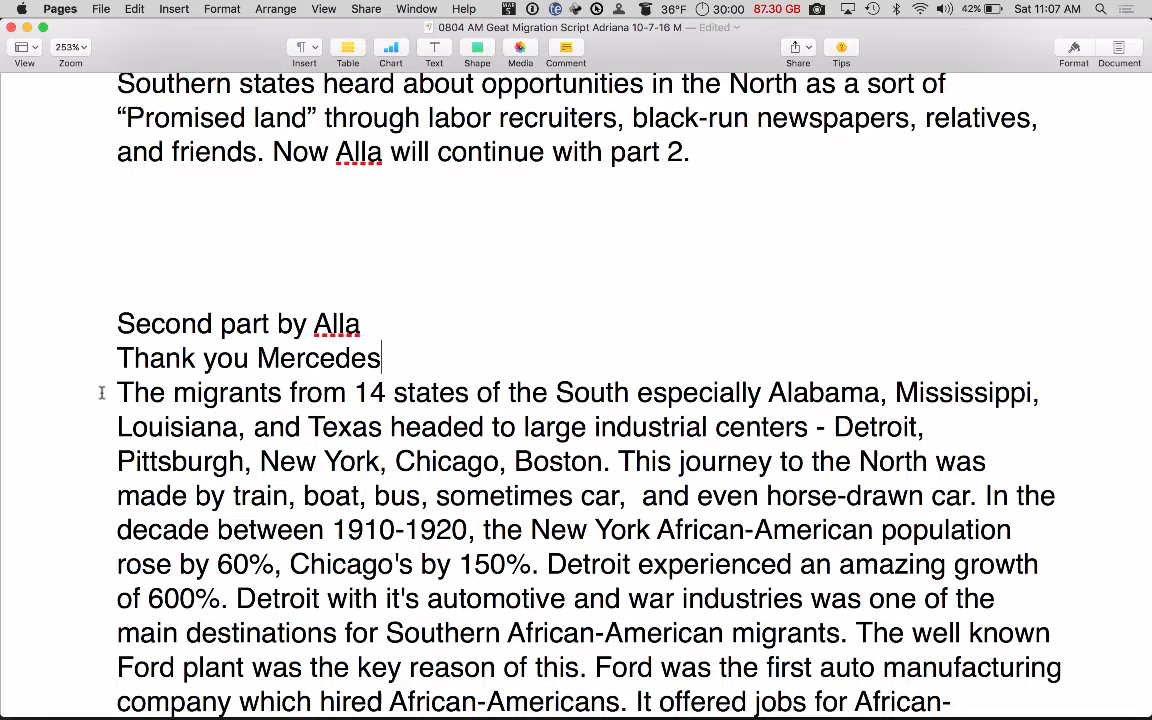 Pages File Edit Insert Format Arrange View Share Window Help 36°F 30:00 87.30 GB 42% Sat 11:07 AM
0804 AM Geat Migration Script Adriana 10-7-16 M — Edited
253%
View Zoom Insert Table Chart Text Shape Media Comment Share Tips Format Document
Southern states heard about opportunities in the North as a sort of
“Promised land” through labor recruiters, black-run newspapers, relatives,
and friends. Now Alla will continue with part 2.
Second part by Alla
Thank you Mercedes
The migrants from 14 states of the South especially Alabama, Mississippi,
Louisiana, and Texas headed to large industrial centers - Detroit,
Pittsburgh, New York, Chicago, Boston. This journey to the North was
made by train, boat, bus, sometimes car,  and even horse-drawn car. In the
decade between 1910-1920, the New York African-American population
rose by 60%, Chicago's by 150%. Detroit experienced an amazing growth
of 600%. Detroit with it's automotive and war industries was one of the
main destinations for Southern African-American migrants. The well known
Ford plant was the key reason of this. Ford was the first auto manufacturing
company which hired African-Americans. It offered jobs for African-